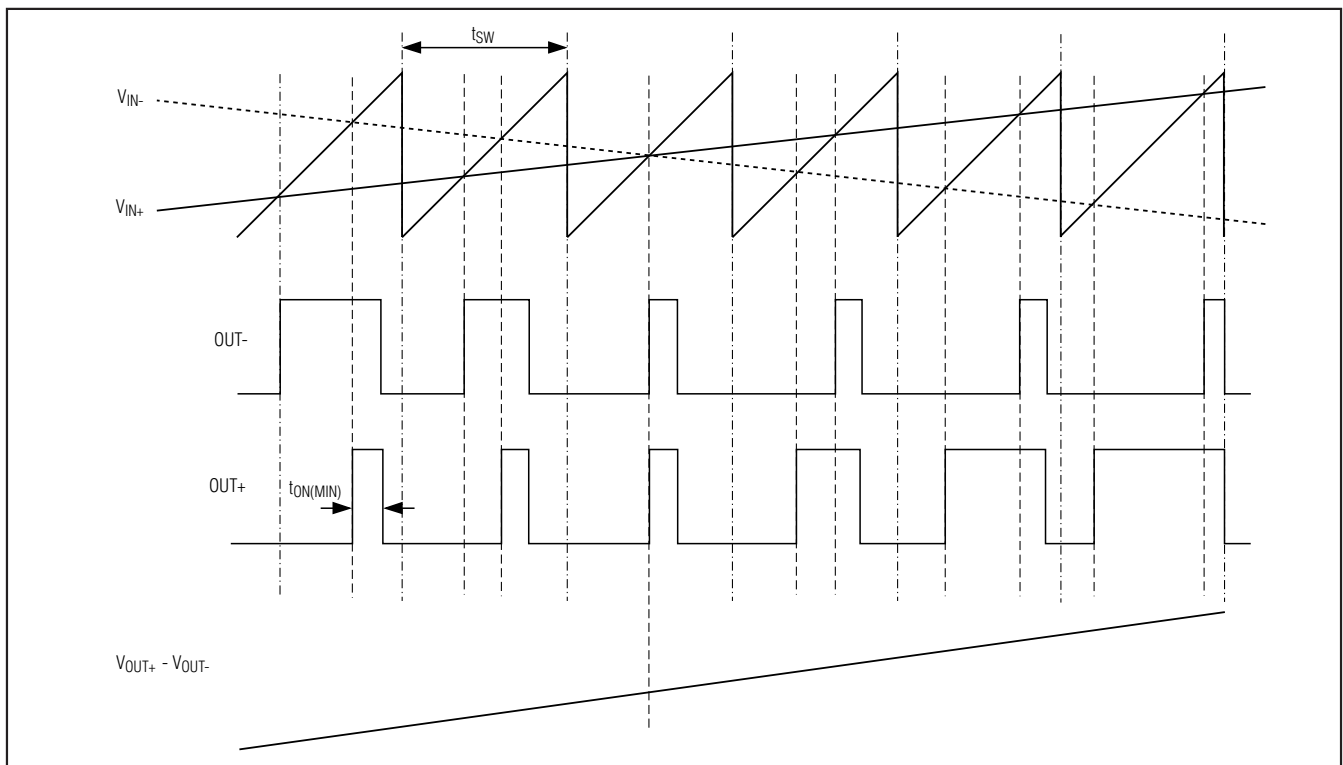 tSW
VIN-
VIN+
OUT-
OUT+
tON(MIN)
VOUT+ - VOUT-